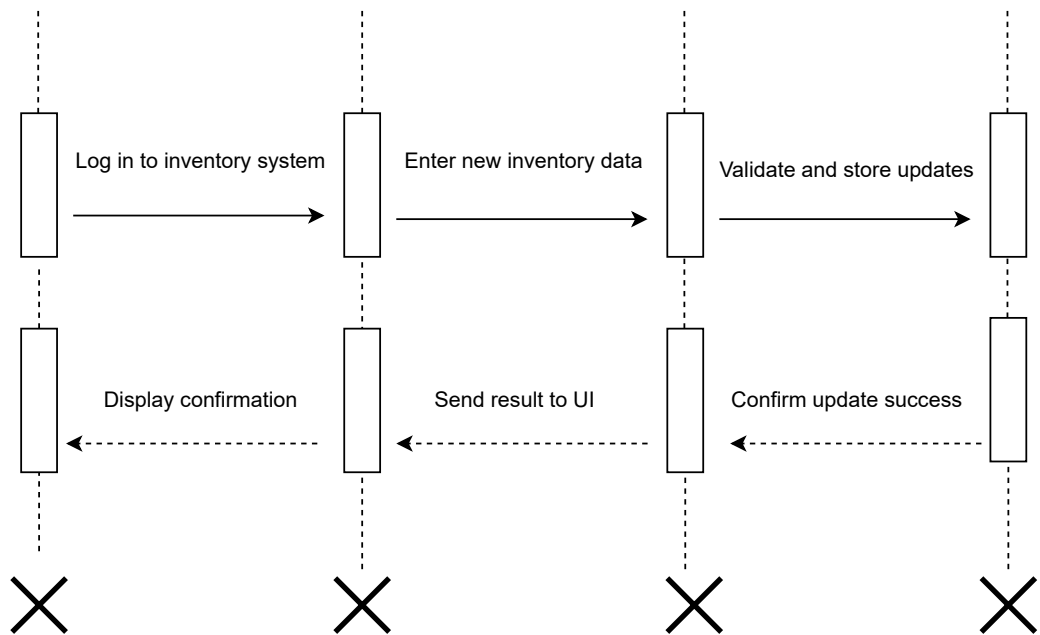 Log in to inventory system
Enter new inventory data
Validate and store updates
Display confirmation
Send result to UI
Confirm update success